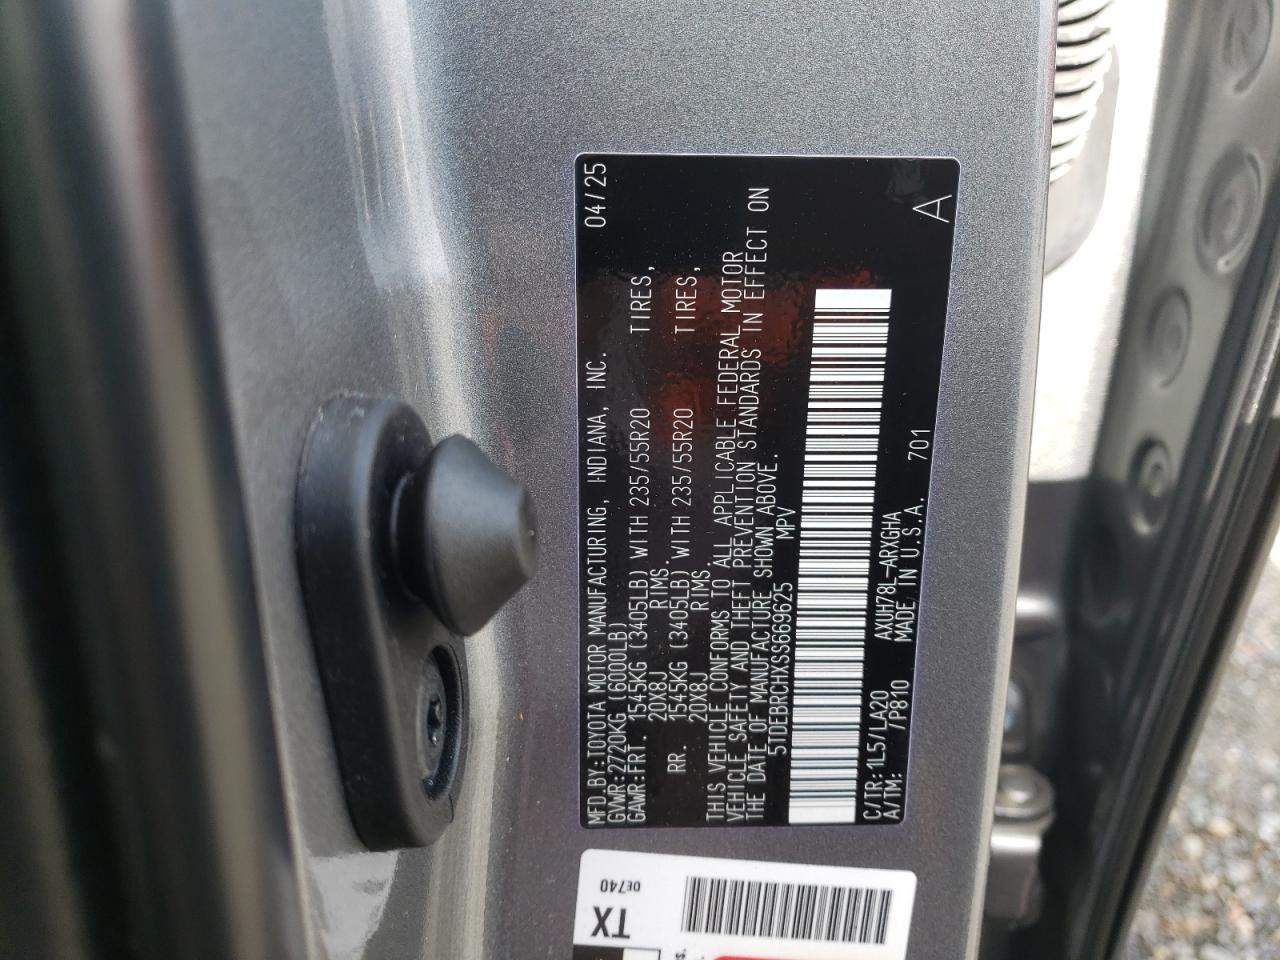 MFD.BY:TOYOTA MOTOR MANUFACTURING, INDIANA, INC. 04/25
GVWR:2720KG (6000LB)
GAWR:FRT. 1545KG (3405LB) WITH 235/55R20 TIRES,
20X8J RIMS.
RR. 1545KG (3405LB) WITH 235/55R20 TIRES,
20X8J RIMS.
THIS VEHICLE CONFORMS TO ALL APPLICABLE FEDERAL MOTOR
VEHICLE SAFETY AND THEFT PREVENTION STANDARDS IN EFFECT ON
THE DATE OF MANUFACTURE SHOWN ABOVE.
5TDEBRCHXSS669625 MPV
C/TR:1L5/LA20 AXUH78L-ARXGHA 701 A
A/TM: /P810 MADE IN U.S.A.
TX
0E740